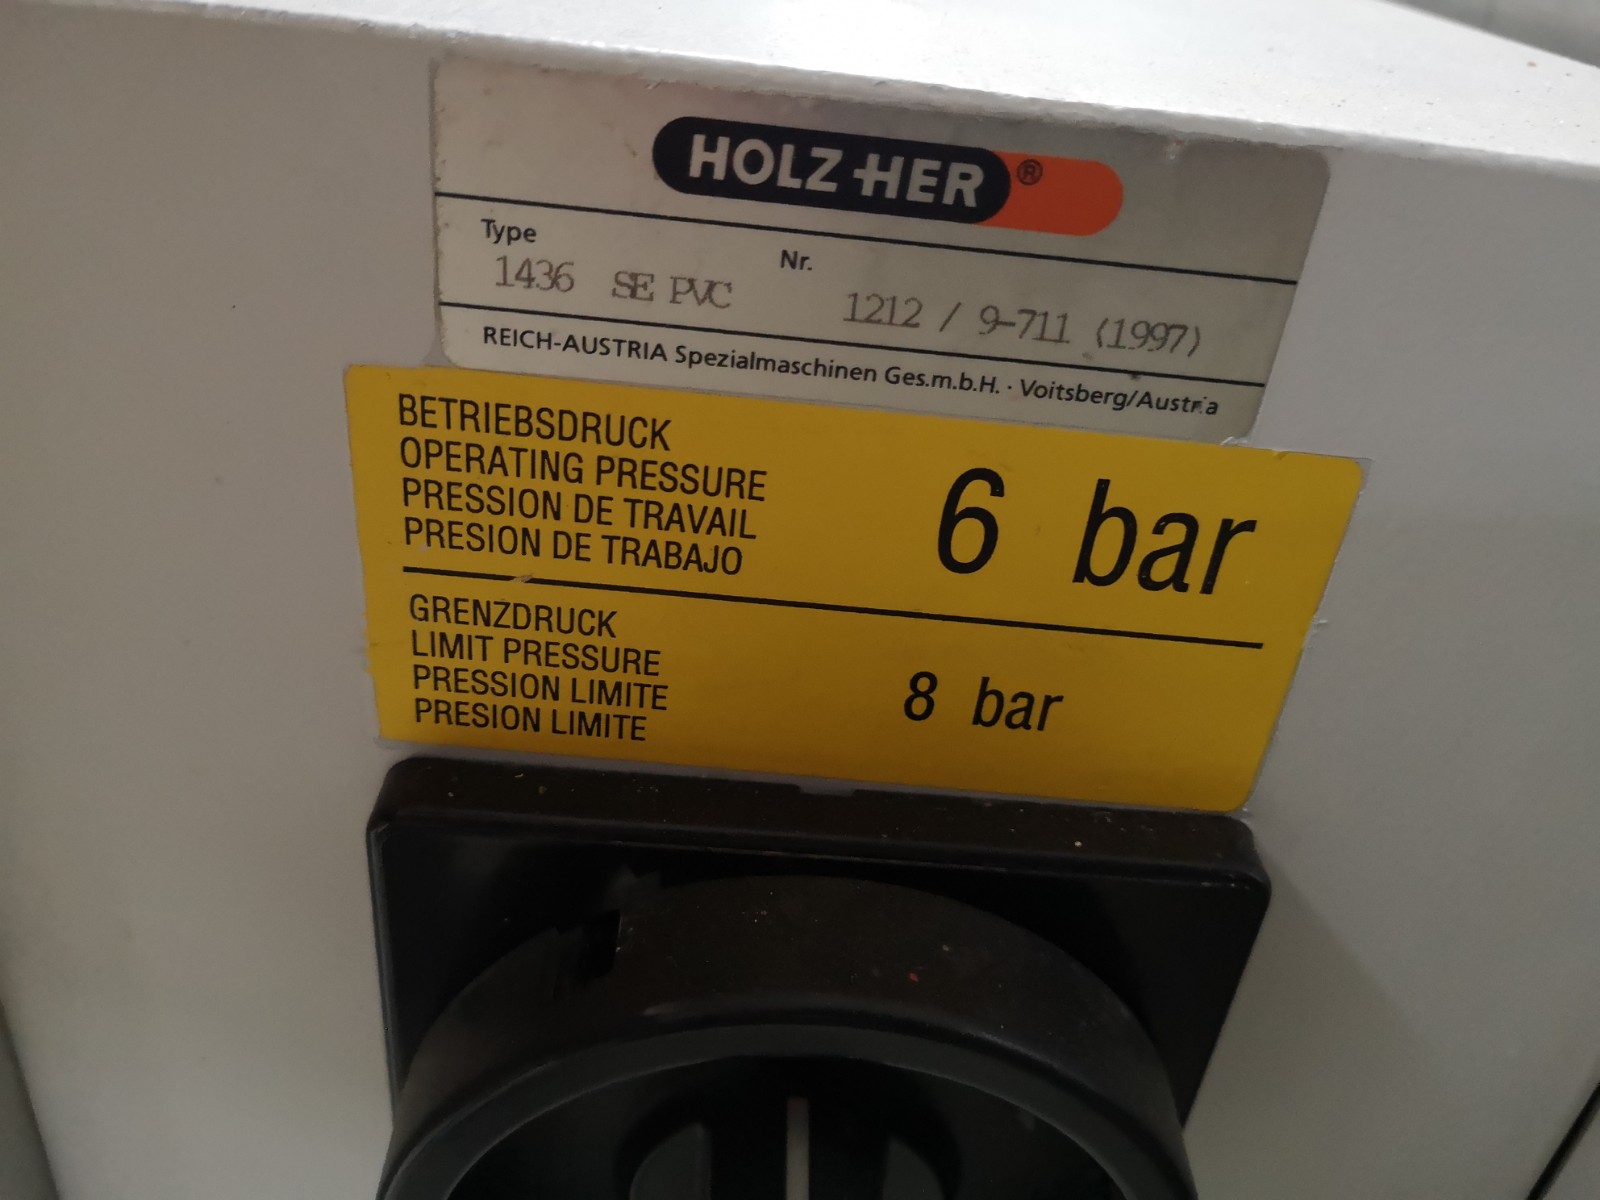 HOLZ-HER®
Type Nr.
1436 SE PVC 1212 / 9-711 (1997)
REICH-AUSTRIA Spezialmaschinen Ges.m.b.H. · Voitsberg/Austria
BETRIEBSDRUCK
OPERATING PRESSURE
PRESSION DE TRAVAIL
PRESION DE TRABAJO
6 bar
GRENZDRUCK
LIMIT PRESSURE
PRESSION LIMITE
PRESION LIMITE
8 bar